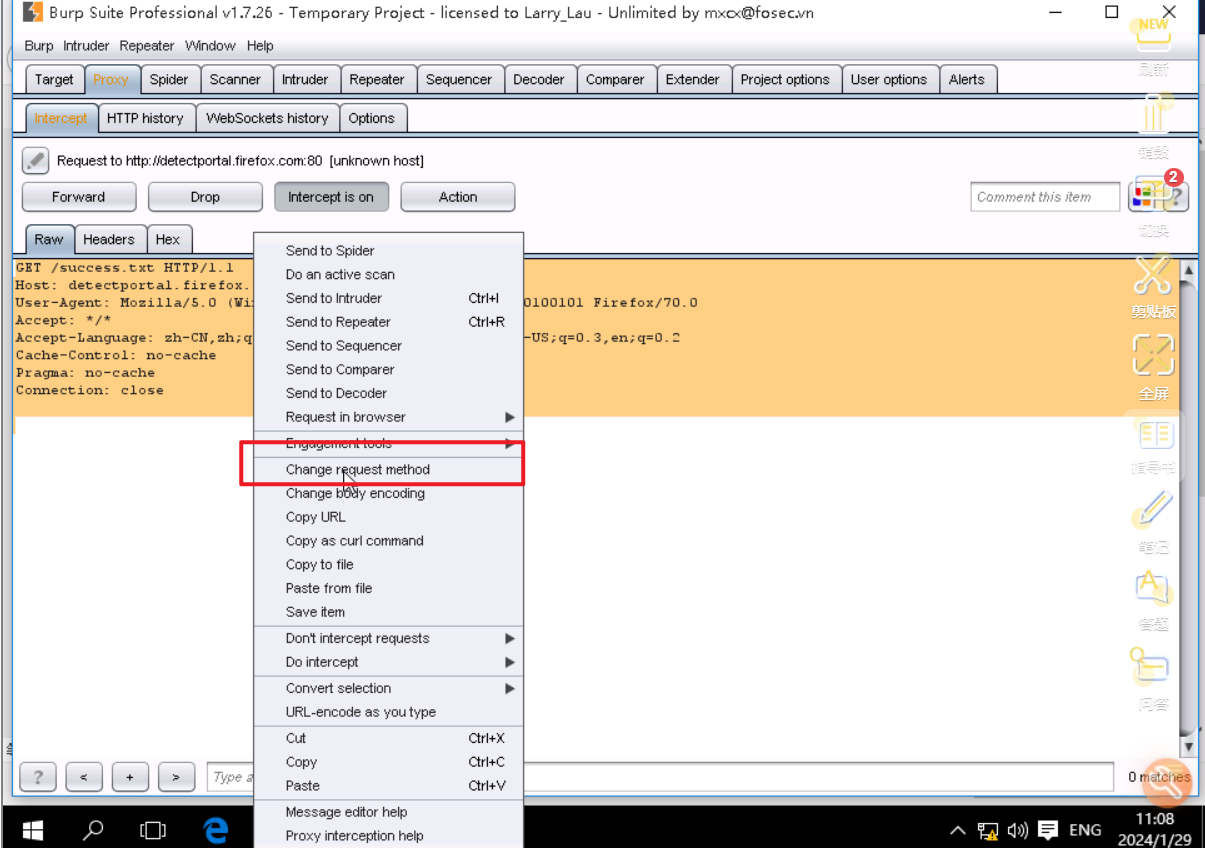 Burp Suite Professional v1.7.26 - Temporary Project - licensed to Larry_Lau - Unlimited by mxcx@fosec.vn
NEW
Burp Intruder Repeater Window Help
刷新
Target Proxy Spider Scanner Intruder Repeater Sequencer Decoder Comparer Extender Project options User options Alerts
Intercept HTTP history WebSockets history Options
销毁
Request to http://detectportal.firefox.com:80 [unknown host]
2
Forward Drop Intercept is on Action Comment this item ?
切换
Raw Headers Hex
GET /success.txt HTTP/1.1
Host: detectportal.firefox.
User-Agent: Mozilla/5.0 (Wi
0100101 Firefox/70.0
Accept: */*
Accept-Language: zh-CN,zh;q
-US;q=0.3,en;q=0.2
Cache-Control: no-cache
Pragma: no-cache
Connection: close
Send to Spider
Do an active scan
Send to Intruder Ctrl+I
Send to Repeater Ctrl+R
Send to Sequencer
Send to Comparer
Send to Decoder
Request in browser
Engagement tools
Change request method
Change body encoding
Copy URL
Copy as curl command
Copy to file
Paste from file
Save item
Don't intercept requests
Do intercept
Convert selection
URL-encode as you type
Cut Ctrl+X
Copy Ctrl+C
Paste Ctrl+V
Message editor help
Proxy interception help
剪贴板
全屏
指导书
笔记
答题
问答
? < + > Type a
0 matches
ENG
11:08
2024/1/29